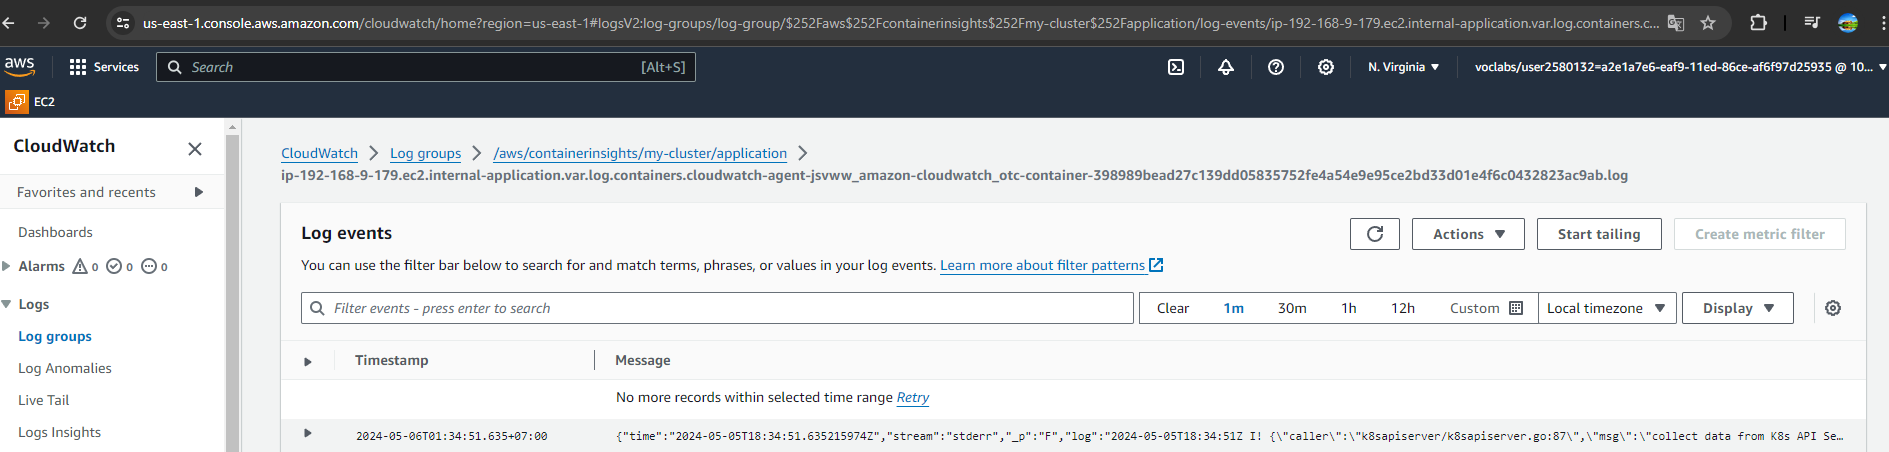 us-east-1.console.aws.amazon.com/cloudwatch/home?region=us-east-1#logsV2:log-groups/log-group/$252Faws$252Fcontainerinsights$252Fmy-cluster$252Fapplication/log-events/ip-192-168-9-179.ec2.internal-application.var.log.containers.c...
aws
Services
Search
[Alt+S]
N. Virginia
voclabs/user2580132=a2e1a7e6-eaf9-11ed-86ce-af6f97d25935 @ 10...
EC2
CloudWatch
Favorites and recents
Dashboards
Alarms 0 0 0
Logs
Log groups
Log Anomalies
Live Tail
Logs Insights
CloudWatch > Log groups > /aws/containerinsights/my-cluster/application >
ip-192-168-9-179.ec2.internal-application.var.log.containers.cloudwatch-agent-jsvww_amazon-cloudwatch_otc-container-398989bead27c139dd05835752fe4a54e9e95ce2bd33d01e4f6c0432823ac9ab.log
Log events
Actions
Start tailing
Create metric filter
You can use the filter bar below to search for and match terms, phrases, or values in your log events. Learn more about filter patterns
Filter events - press enter to search
Clear 1m 30m 1h 12h Custom
Local timezone
Display
Timestamp Message
No more records within selected time range Retry
2024-05-06T01:34:51.635+07:00 {"time":"2024-05-05T18:34:51.635215974Z","stream":"stderr","_p":"F","log":"2024-05-05T18:34:51Z I! {\"caller\":\"k8sapiserver/k8sapiserver.go:87\",\"msg\":\"collect data from K8s API Se...